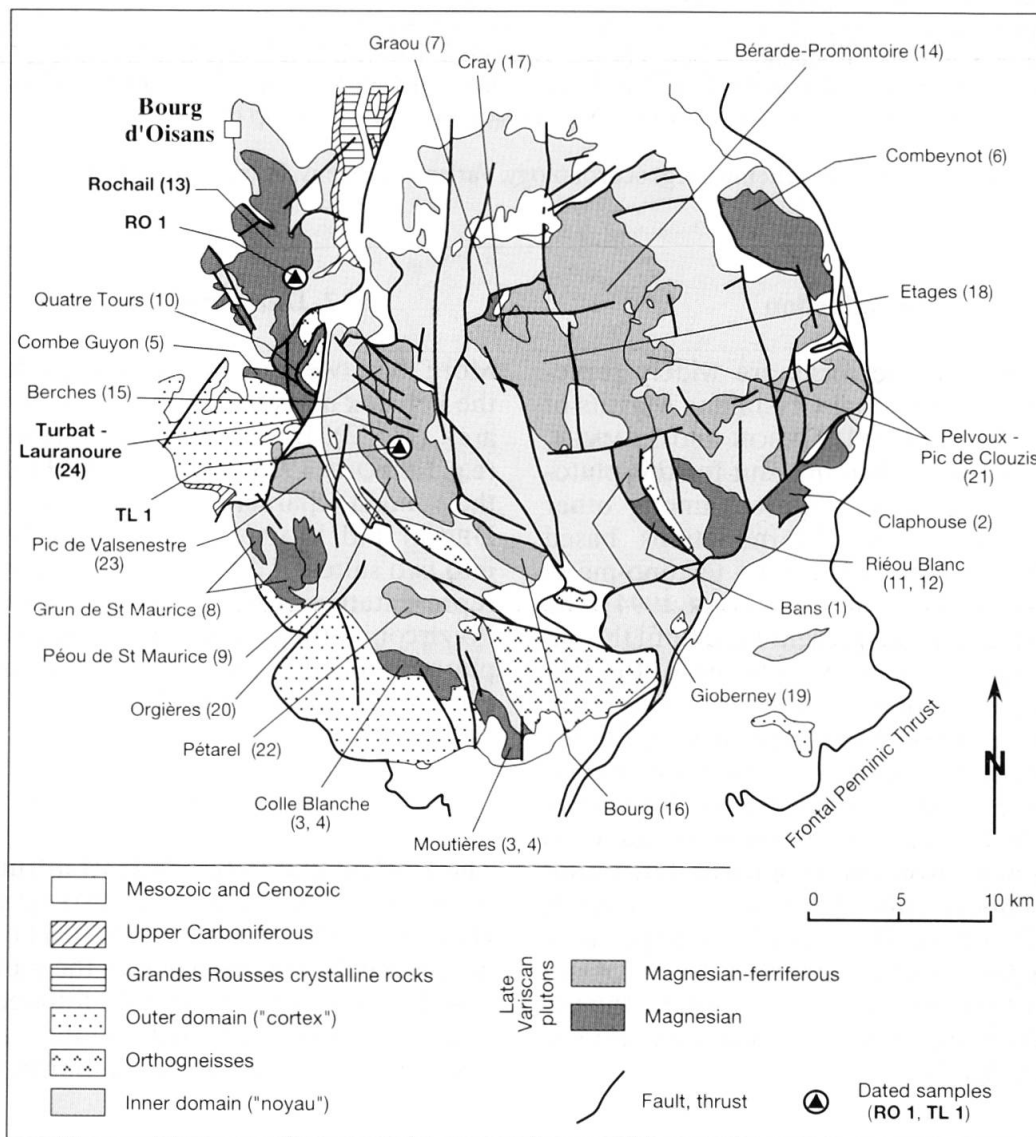 Graou (7)
Cray (17)
Bérarde-Promontoire (14)
Bourg
d'Oisans
Combeynot (6)
Rochail (13)
RO 1
Quatre Tours (10)
Etages (18)
Combe Guyon (5)
Berches (15)
Turbat -
Lauranoure
(24)
Pelvoux -
Pic de Clouzis
(21)
TL 1
Claphouse (2)
Pic de Valsenestre
(23)
Riéou Blanc
(11, 12)
Grun de St Maurice (8)
Bans (1)
Péou de St Maurice (9)
Orgières (20)
Gioberney (19)
Pétarel (22)
Frontal Penninic Thrust
N
Colle Blanche
(3, 4)
Bourg (16)
Moutières (3, 4)
Mesozoic and Cenozoic
Upper Carboniferous
Grandes Rousses crystalline rocks
Outer domain ("cortex")
Orthogneisses
Inner domain ("noyau")
0 5 10 km
Late
Variscan
plutons
Magnesian-ferriferous
Magnesian
Fault, thrust
Dated samples
(RO 1, TL 1)